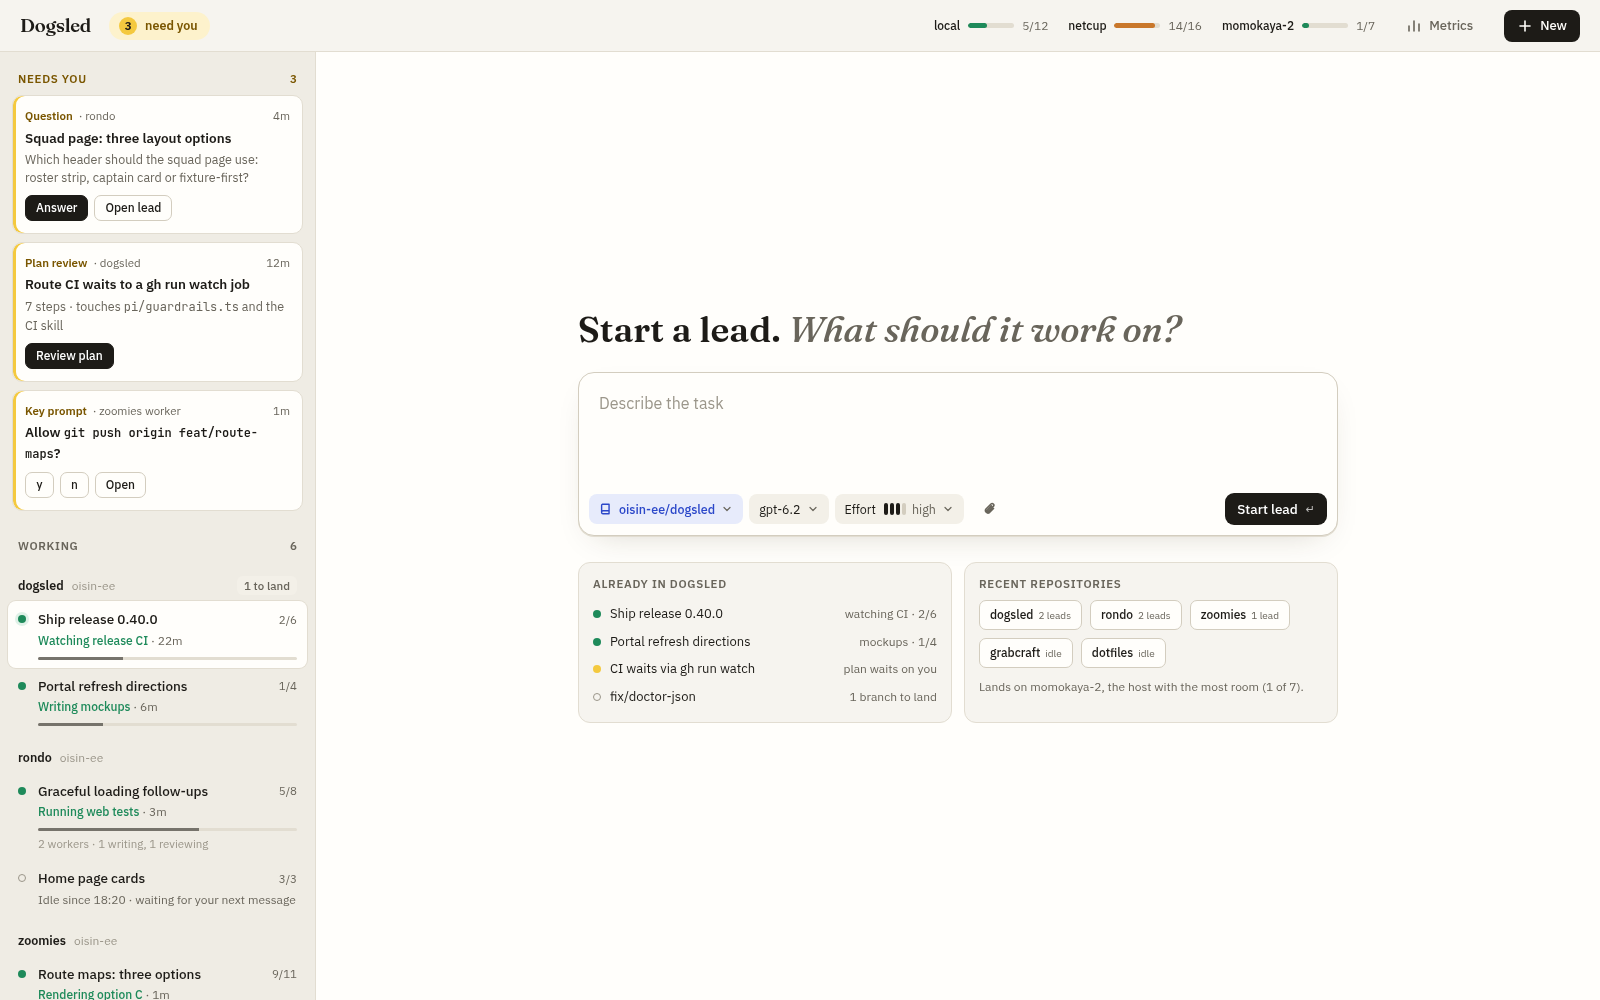 Dogsled
3 need you
local 5/12
netcup 14/16
momokaya-2 1/7
Metrics
New
NEEDS YOU 3
Question · rondo 4m
Squad page: three layout options
Which header should the squad page use:
roster strip, captain card or fixture-first?
Answer Open lead
Plan review · dogsled 12m
Route CI waits to a gh run watch job
7 steps · touches pi/guardrails.ts and the
CI skill
Review plan
Key prompt · zoomies worker 1m
Allow git push origin feat/route-
maps?
y n Open
WORKING 6
dogsled oisin-ee 1 to land
Ship release 0.40.0 2/6
Watching release CI · 22m
Portal refresh directions 1/4
Writing mockups · 6m
rondo oisin-ee
Graceful loading follow-ups 5/8
Running web tests · 3m
2 workers · 1 writing, 1 reviewing
Home page cards 3/3
Idle since 18:20 · waiting for your next message
zoomies oisin-ee
Route maps: three options 9/11
Rendering option C · 1m
Start a lead. What should it work on?
Describe the task
oisin-ee/dogsled gpt-6.2 Effort high Start lead ↵
ALREADY IN DOGSLED
Ship release 0.40.0 watching CI · 2/6
Portal refresh directions mockups · 1/4
CI waits via gh run watch plan waits on you
fix/doctor-json 1 branch to land
RECENT REPOSITORIES
dogsled 2 leads rondo 2 leads zoomies 1 lead
grabcraft idle dotfiles idle
Lands on momokaya-2, the host with the most room (1 of 7).